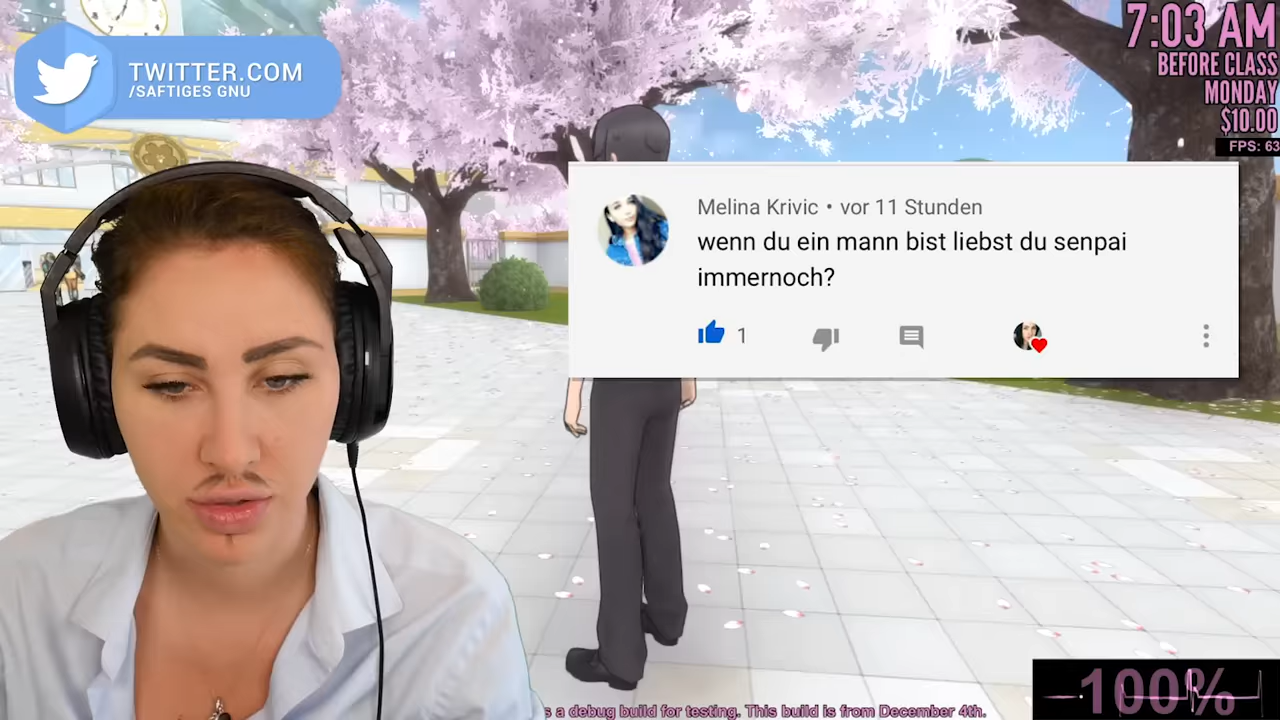 TWITTER.COM
/SAFTIGES GNU
7:03 AM
BEFORE CLASS
MONDAY
$10.00
FPS: 63
Melina Krivic • vor 11 Stunden
wenn du ein mann bist liebst du senpai
immernoch?
1
100%
s a debug build for testing. This build is from December 4th.